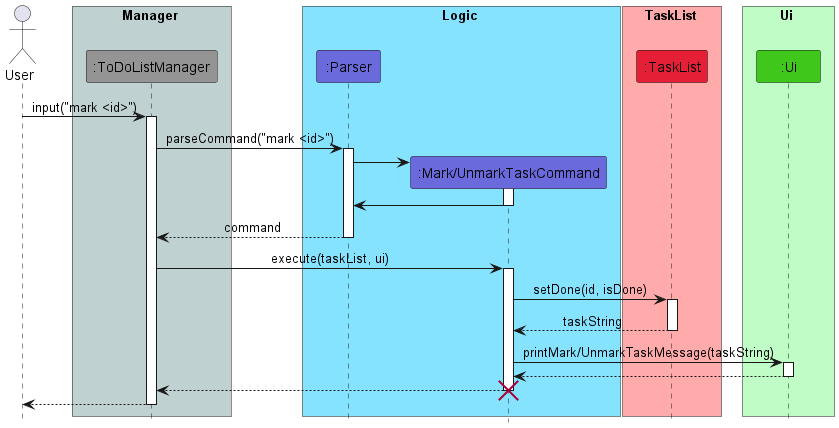 Manager
Logic
TaskList
Ui
User
:ToDoListManager
:Parser
:TaskList
:Ui
input("mark <id>")
parseCommand("mark <id>")
:Mark/UnmarkTaskCommand
command
execute(taskList, ui)
setDone(id, isDone)
taskString
printMark/UnmarkTaskMessage(taskString)